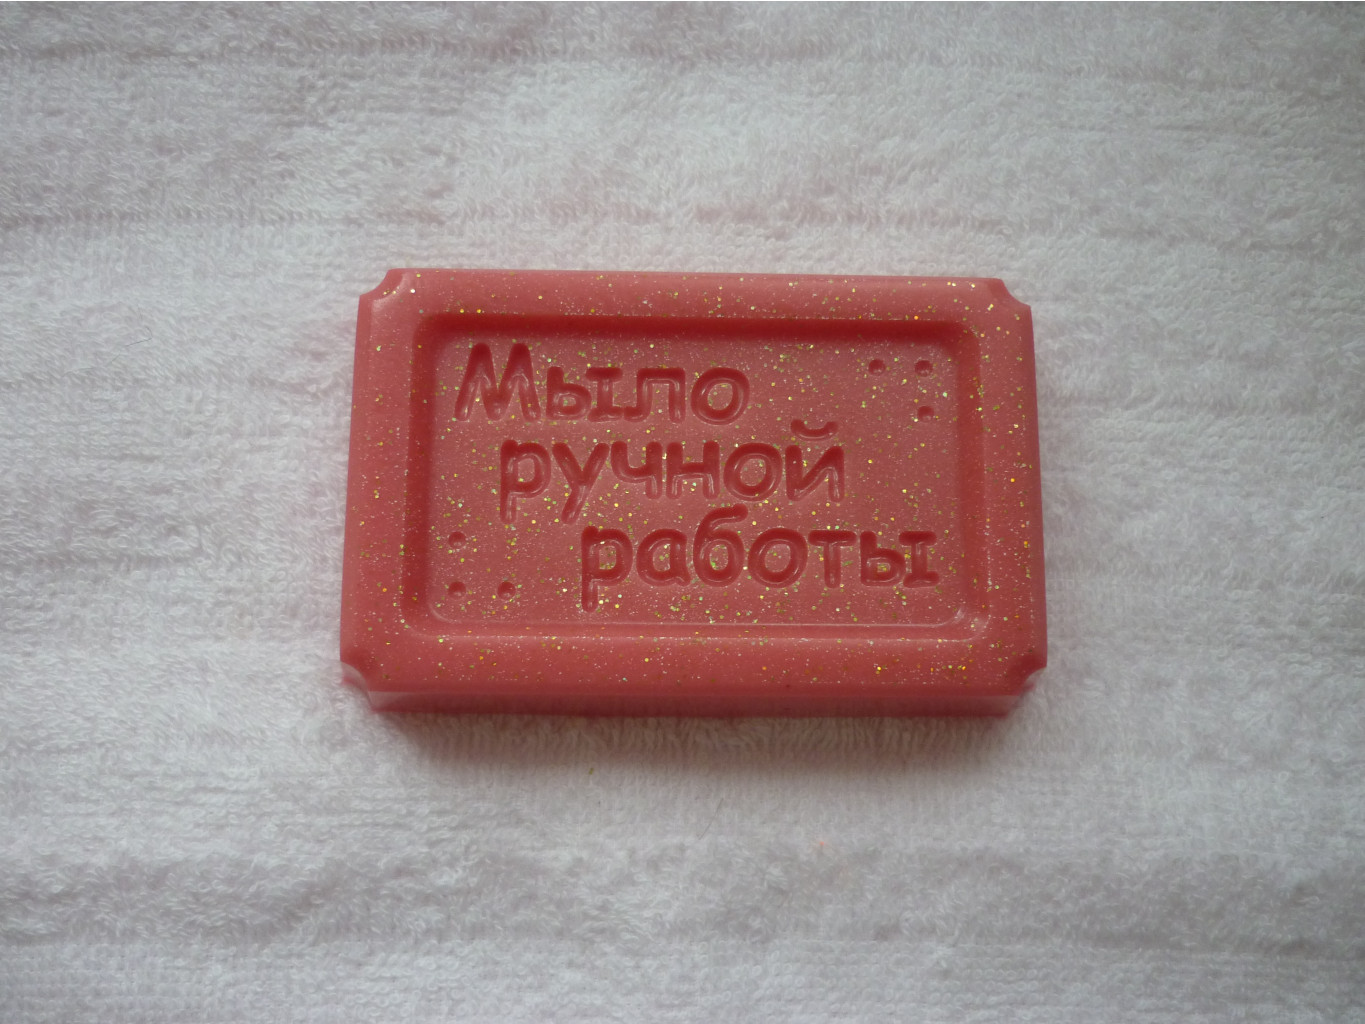 Мыло
ручной
работы